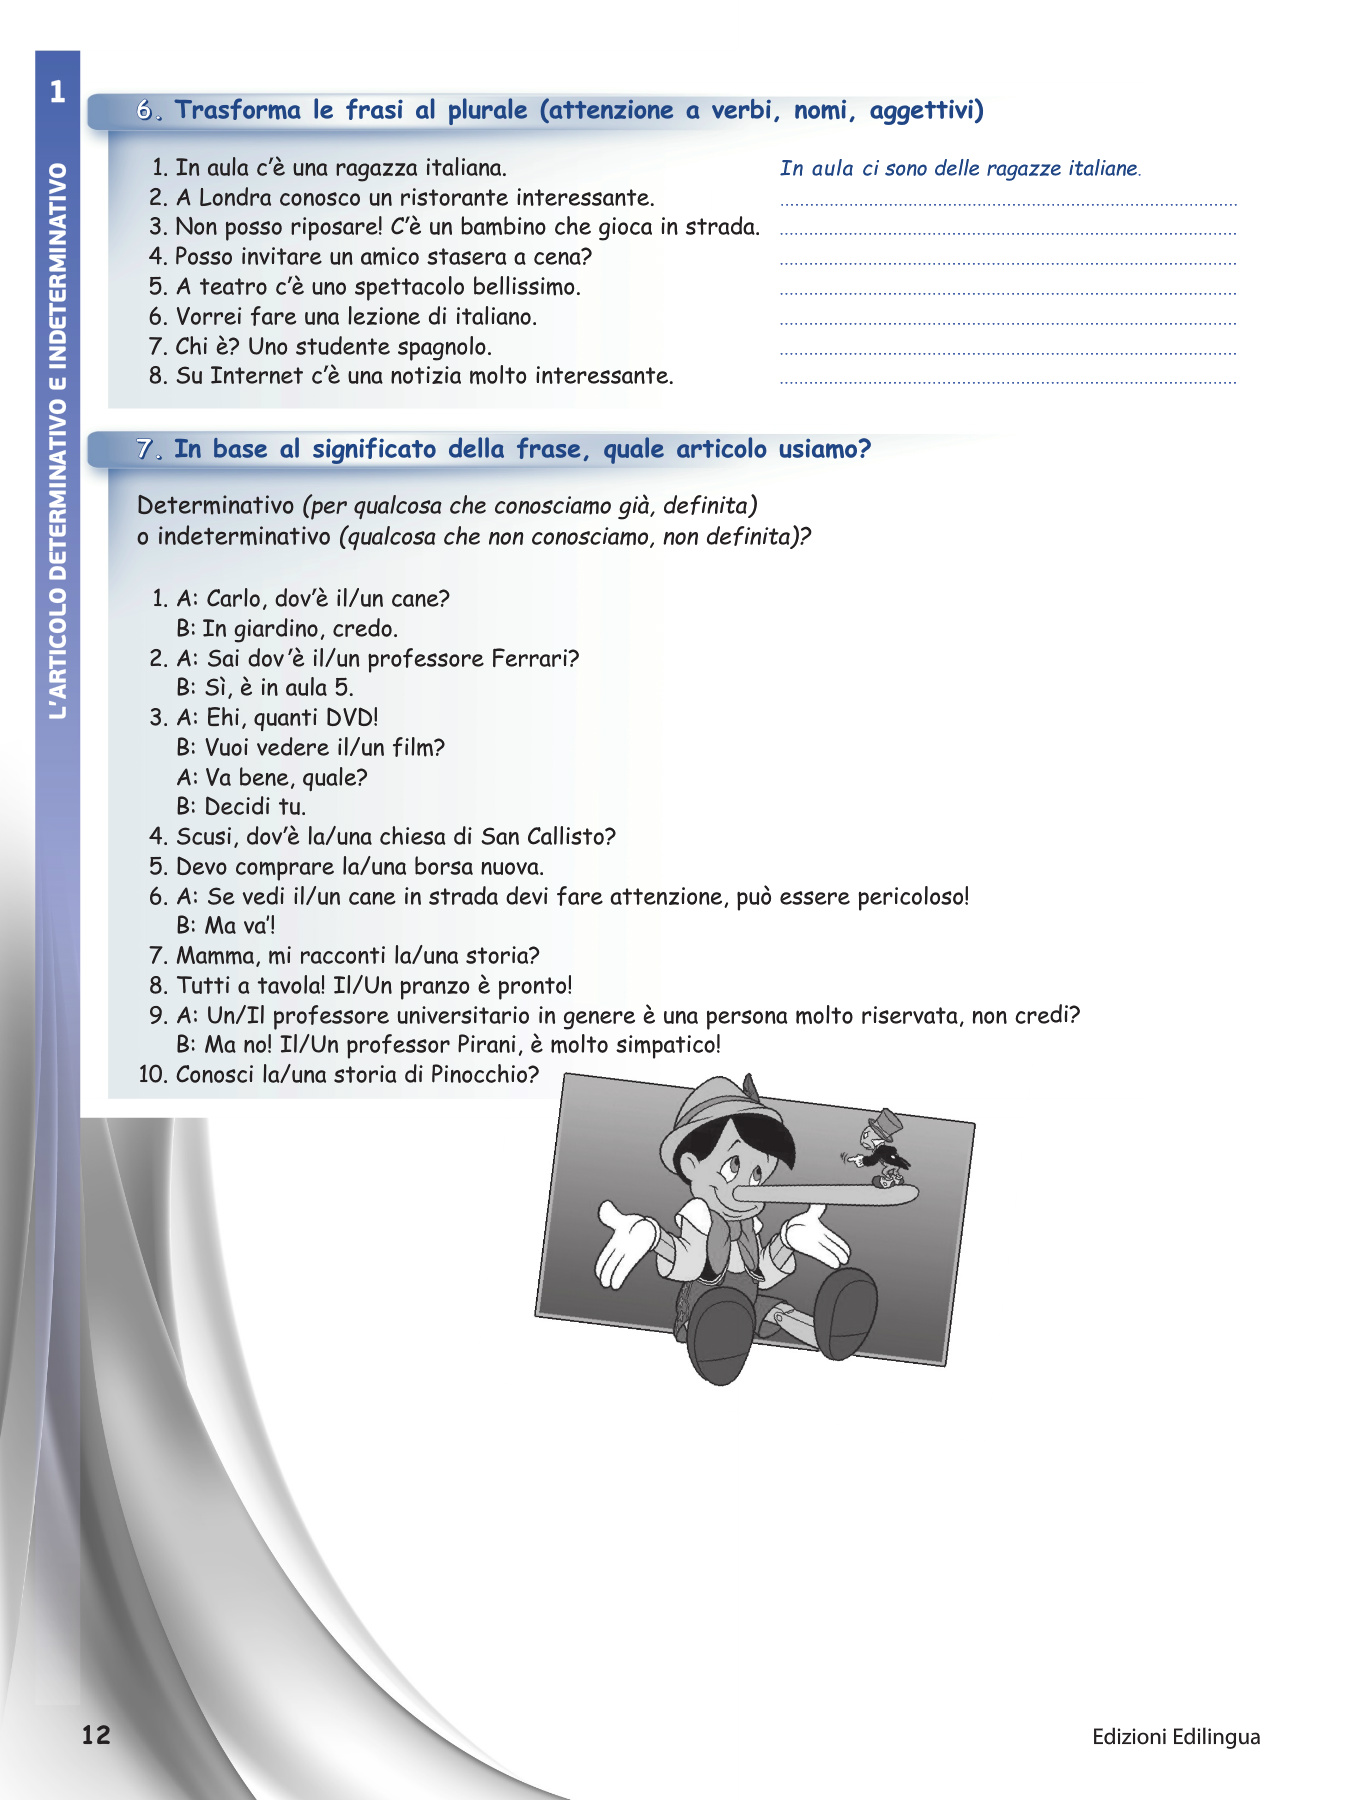 1
L'ARTICOLO DETERMINATIVO E INDETERMINATIVO
6. Trasforma le frasi al plurale (attenzione a verbi, nomi, aggettivi)
1. In aula c'è una ragazza italiana. In aula ci sono delle ragazze italiane.
2. A Londra conosco un ristorante interessante. ........................................
3. Non posso riposare! C'è un bambino che gioca in strada. ........................................
4. Posso invitare un amico stasera a cena? ........................................
5. A teatro c'è uno spettacolo bellissimo. ........................................
6. Vorrei fare una lezione di italiano. ........................................
7. Chi è? Uno studente spagnolo. ........................................
8. Su Internet c'è una notizia molto interessante. ........................................
7. In base al significato della frase, quale articolo usiamo?
Determinativo (per qualcosa che conosciamo già, definita)
o indeterminativo (qualcosa che non conosciamo, non definita)?
1. A: Carlo, dov'è il/un cane?
B: In giardino, credo.
2. A: Sai dov'è il/un professore Ferrari?
B: Sì, è in aula 5.
3. A: Ehi, quanti DVD!
B: Vuoi vedere il/un film?
A: Va bene, quale?
B: Decidi tu.
4. Scusi, dov'è la/una chiesa di San Callisto?
5. Devo comprare la/una borsa nuova.
6. A: Se vedi il/un cane in strada devi fare attenzione, può essere pericoloso!
B: Ma va'!
7. Mamma, mi racconti la/una storia?
8. Tutti a tavola! Il/Un pranzo è pronto!
9. A: Un/Il professore universitario in genere è una persona molto riservata, non credi?
B: Ma no! Il/Un professor Pirani, è molto simpatico!
10. Conosci la/una storia di Pinocchio?
12
Edizioni Edilingua